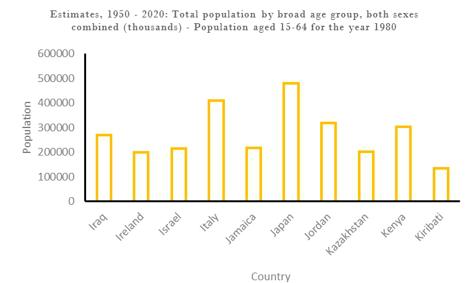 Estimates, 1950 - 2020: Total population by broad age group, both sexes
combined (thousands) - Population aged 15-64 for the year 1980
600000
500000
400000
300000
200000
100000
0
Population
Iraq
Ireland
Israel
Italy
Jamaica
Japan
Jordan
Kazakhstan
Kenya
Kiribati
Country